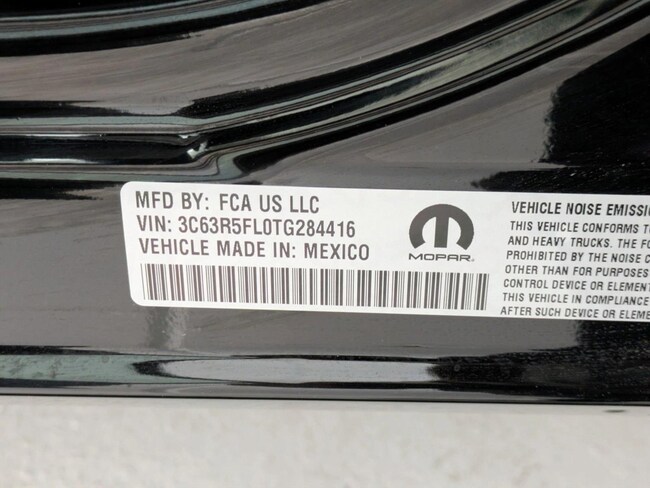 MFD BY: FCA US LLC
VIN: 3C63R5FL0TG284416
VEHICLE MADE IN: MEXICO
MOPAR
VEHICLE NOISE EMISSI
THIS VEHICLE CONFORMS T
AND HEAVY TRUCKS. THE FO
PROHIBITED BY THE NOISE C
OTHER THAN FOR PURPOSES
CONTROL DEVICE OR ELEMENT
THIS VEHICLE IN COMPLIANCE
AFTER SUCH DEVICE OR ELEME